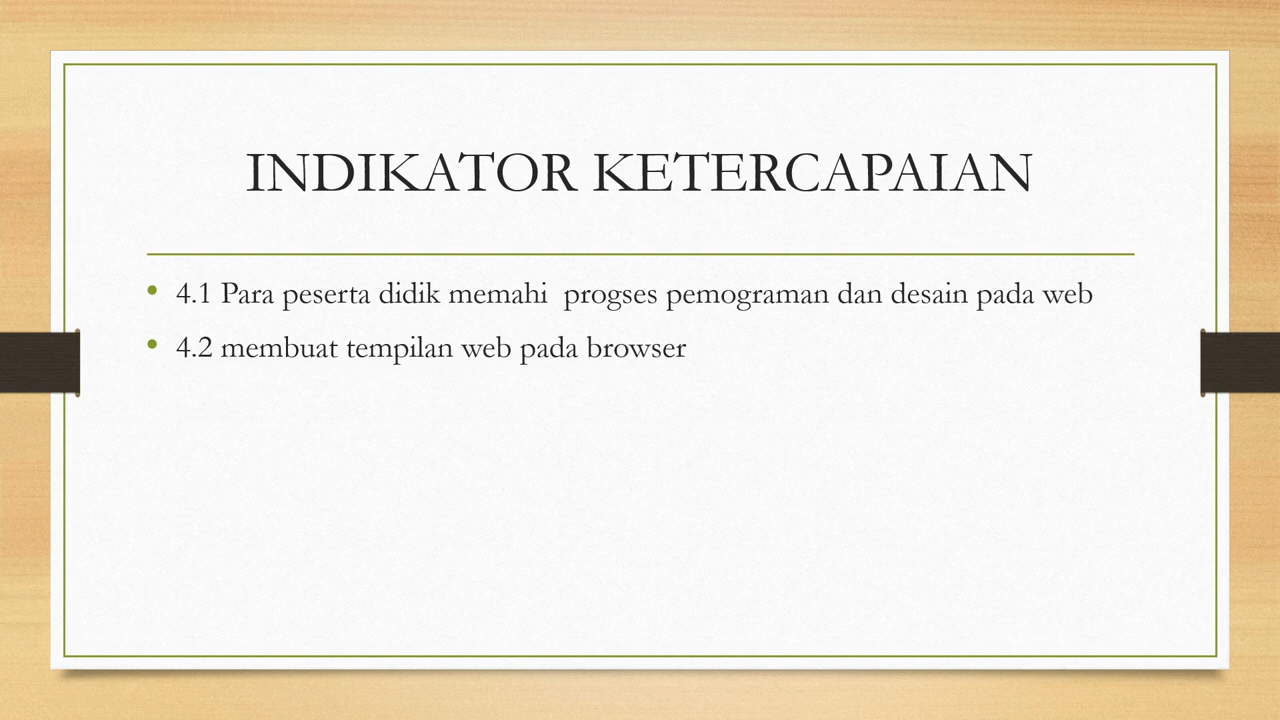 INDIKATOR KETERCAPAIAN
• 4.1 Para peserta didik memahi  progses pemograman dan desain pada web
• 4.2 membuat tempilan web pada browser